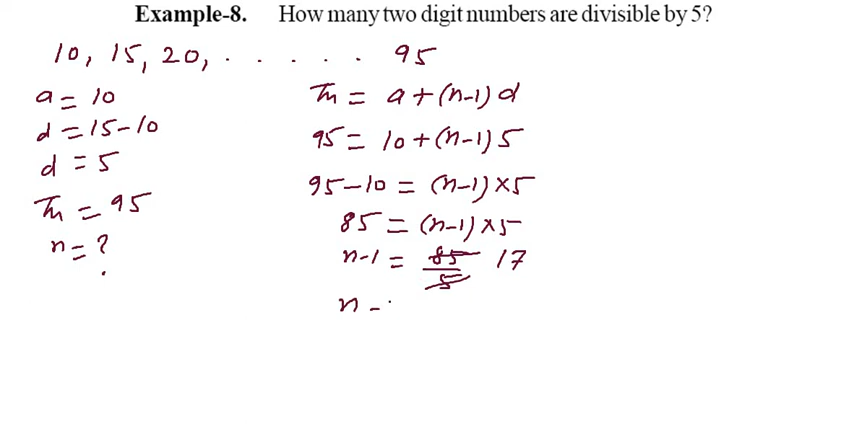 Example-8. How many two digit numbers are divisible by 5?
10, 15, 20, . . . . . . 95
a = 10
d = 15 - 10
d = 5
Tn = 95
n = ?
Tn = a + (n-1) d
95 = 10 + (n-1) 5
95 - 10 = (n-1) × 5
85 = (n-1) × 5
n-1 = 85/5 17
n -